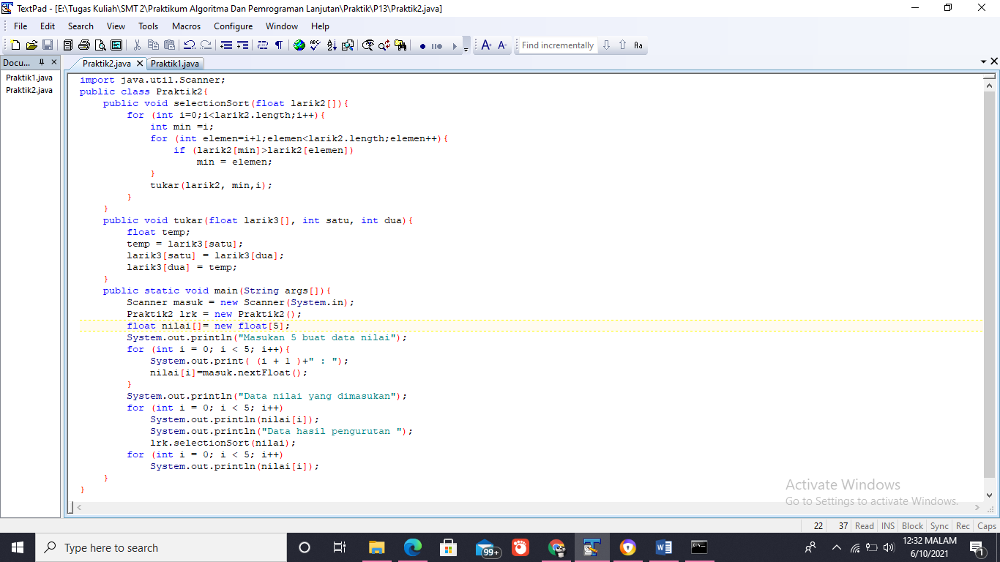 TextPad - [E:\Tugas Kuliah\SMT 2\Praktikum Algoritma Dan Pemrograman Lanjutan\Praktik\P13\Praktik2.java]
File Edit Search View Tools Macros Configure Window Help
Find incrementally
Docu...
Praktik2.java
Praktik1.java
Praktik1.java
Praktik2.java
import java.util.Scanner;
public class Praktik2{
    public void selectionSort(float larik2[]){
        for (int i=0;i<larik2.length;i++){
            int min =i;
            for (int elemen=i+1;elemen<larik2.length;elemen++){
                if (larik2[min]>larik2[elemen])
                    min = elemen;
            }
            tukar(larik2, min,i);
        }
    }
    public void tukar(float larik3[], int satu, int dua){
        float temp;
        temp = larik3[satu];
        larik3[satu] = larik3[dua];
        larik3[dua] = temp;
    }
    public static void main(String args[]){
        Scanner masuk = new Scanner(System.in);
        Praktik2 lrk = new Praktik2();
        float nilai[]= new float[5];
        System.out.println("Masukan 5 buat data nilai");
        for (int i = 0; i < 5; i++){
            System.out.print( (i + 1 )+" : ");
            nilai[i]=masuk.nextFloat();
        }
        System.out.println("Data nilai yang dimasukan");
        for (int i = 0; i < 5; i++)
            System.out.println(nilai[i]);
            System.out.println("Data hasil pengurutan ");
            lrk.selectionSort(nilai);
        for (int i = 0; i < 5; i++)
            System.out.println(nilai[i]);
    }
}
Activate Windows
Go to Settings to activate Windows.
22 37 Read INS Block Sync Rec Caps
Type here to search
99+
12:32 MALAM
6/10/2021
1